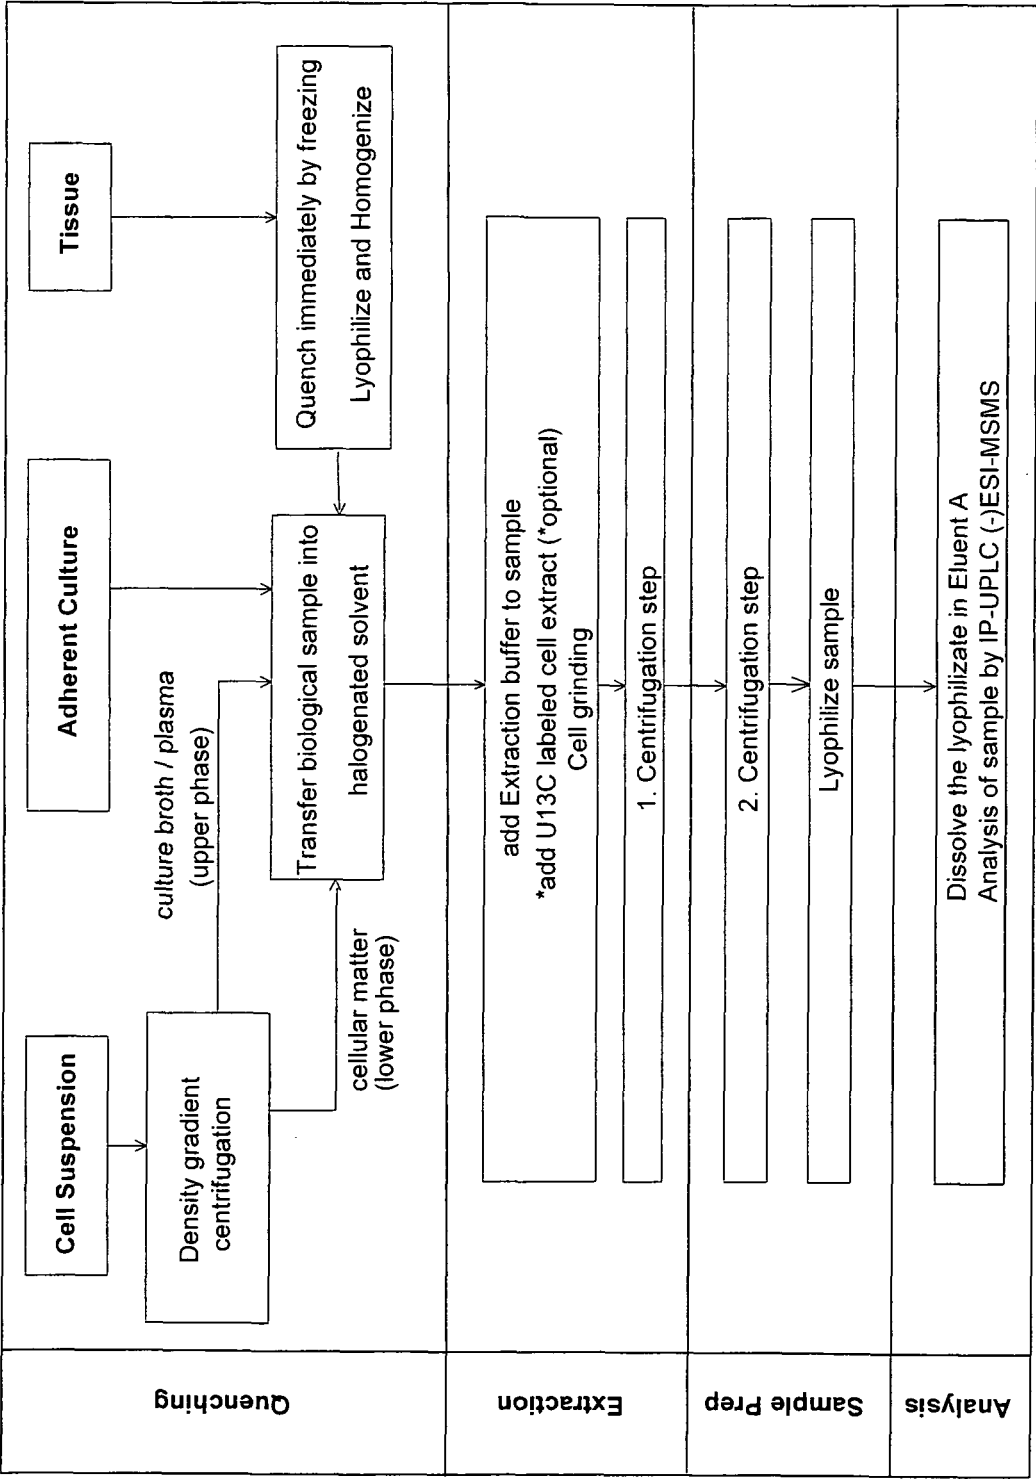 Quenching
Cell Suspension
Adherent Culture
Tissue
Density gradient
centrifugation
culture broth / plasma
(upper phase)
cellular matter
(lower phase)
Transfer biological sample into
halogenated solvent
Quench immediately by freezing
Lyophilize and Homogenize
Extraction
add Extraction buffer to sample
*add U13C labeled cell extract (*optional)
Cell grinding
1. Centrifugation step
Sample Prep
2. Centrifugation step
Lyophilize sample
Analysis
Dissolve the lyophilizate in Eluent A
Analysis of sample by IP-UPLC (-)ESI-MSMS